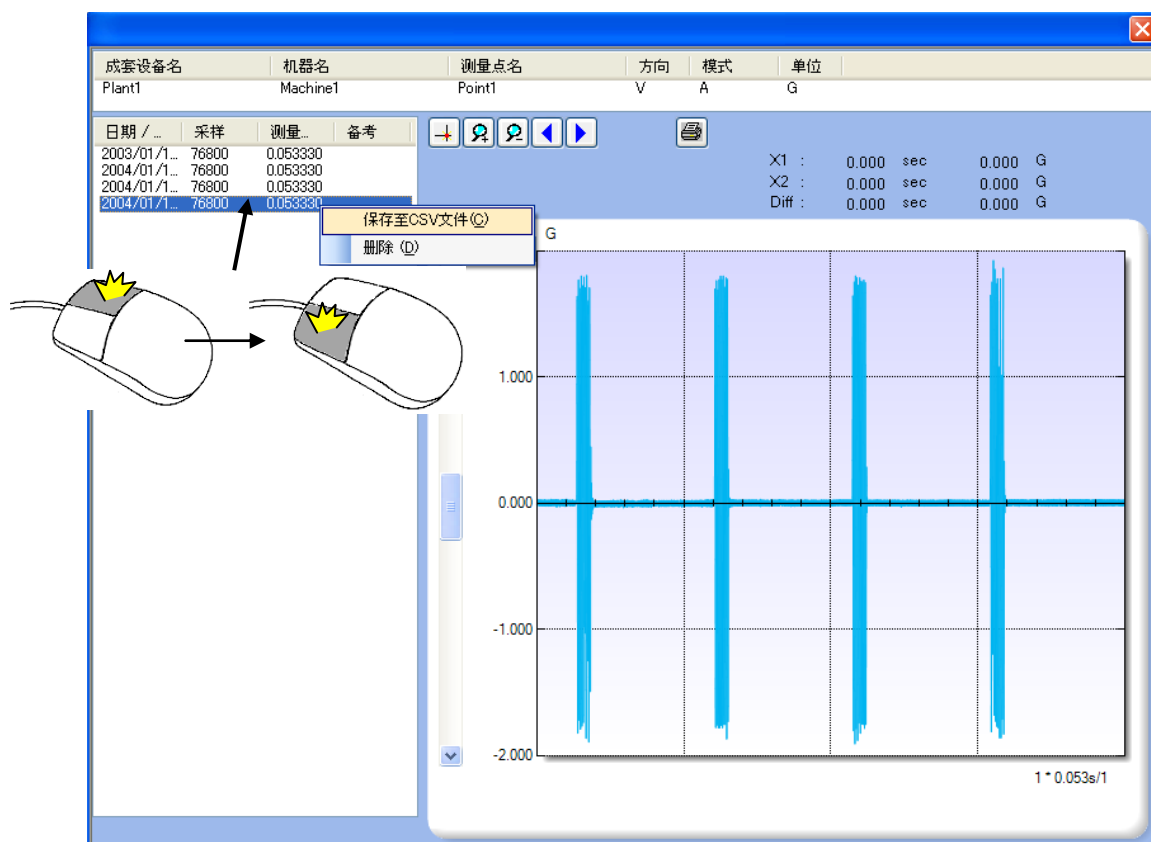 成套设备名 机器名 测量点名 方向 模式 单位
Plant1 Machine1 Point1 V A G
日期 / ... 采样 测量... 备考
2003/01/1... 76800 0.053330
2004/01/1... 76800 0.053330
2004/01/1... 76800 0.053330
2004/01/1... 76800 0.053330
保存至CSV文件(C)
删除 (D)
X1 : 0.000 sec 0.000 G
X2 : 0.000 sec 0.000 G
Diff : 0.000 sec 0.000 G
G
1.000
0.000
-1.000
-2.000
1 * 0.053s/1